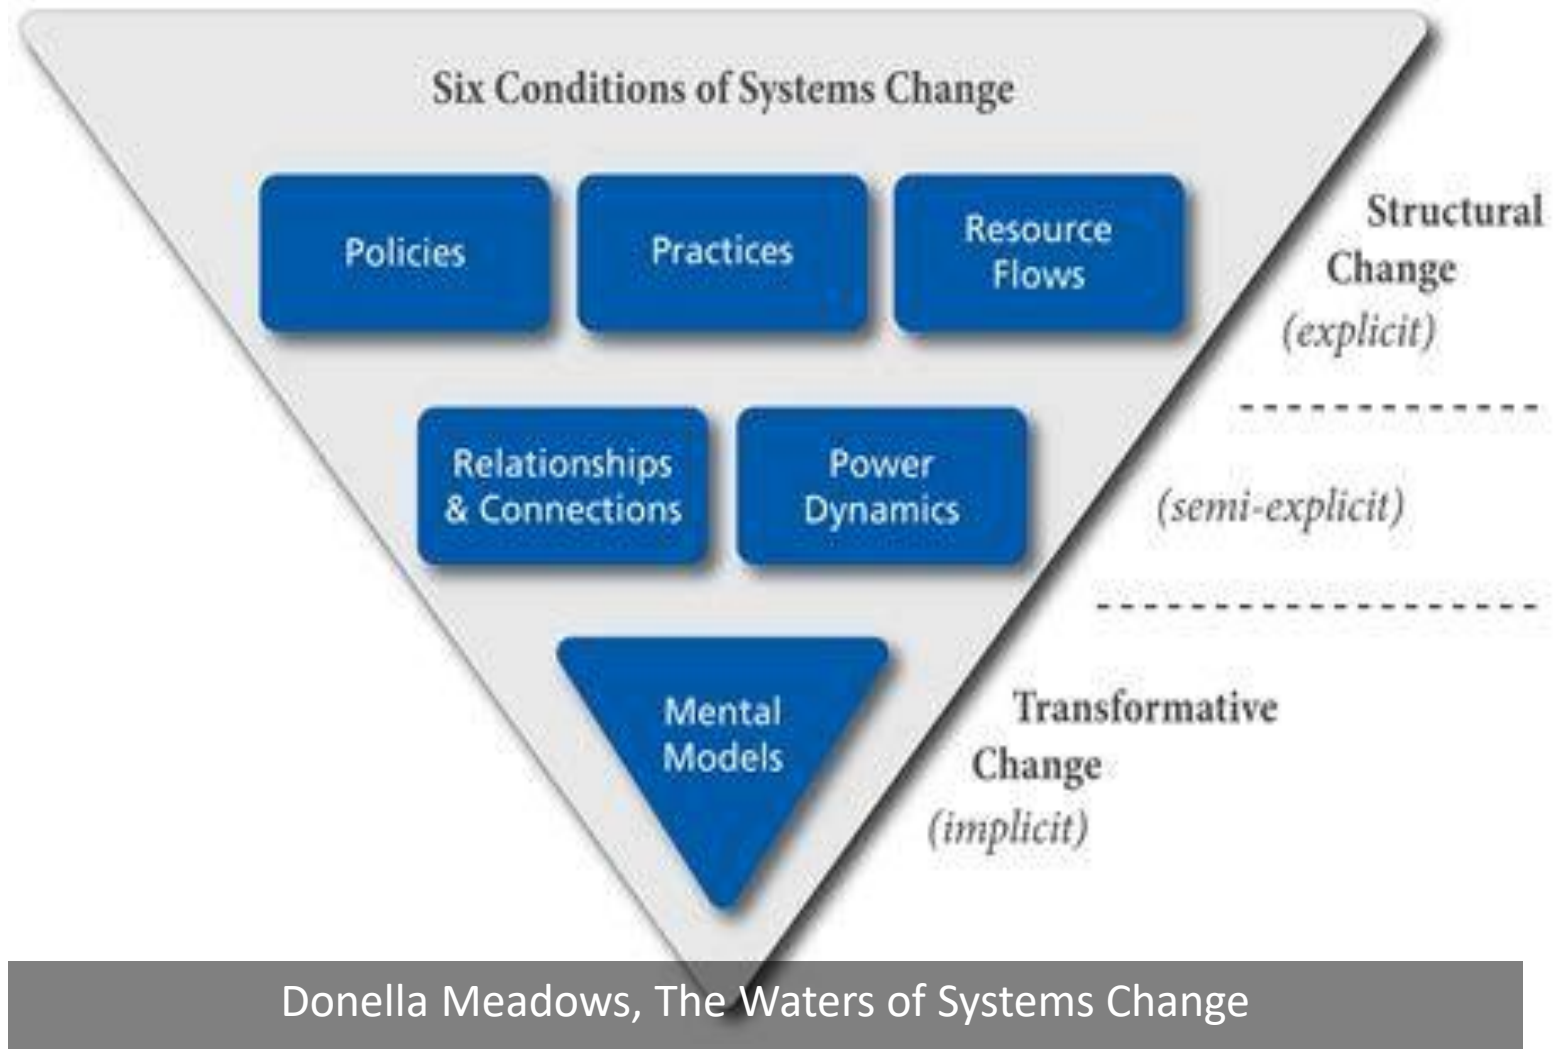 Six Conditions of Systems Change
Policies
Practices
Resource
Flows
Structural
Change
(explicit)
Relationships
& Connections
Power
Dynamics
(semi-explicit)
Mental
Models
Transformative
Change
(implicit)
Donella Meadows, The Waters of Systems Change